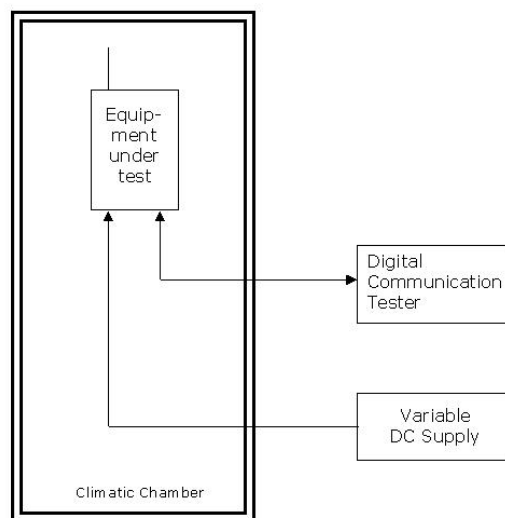 Equip-
ment
under
test
Digital
Communication
Tester
Variable
DC Supply
Climatic Chamber